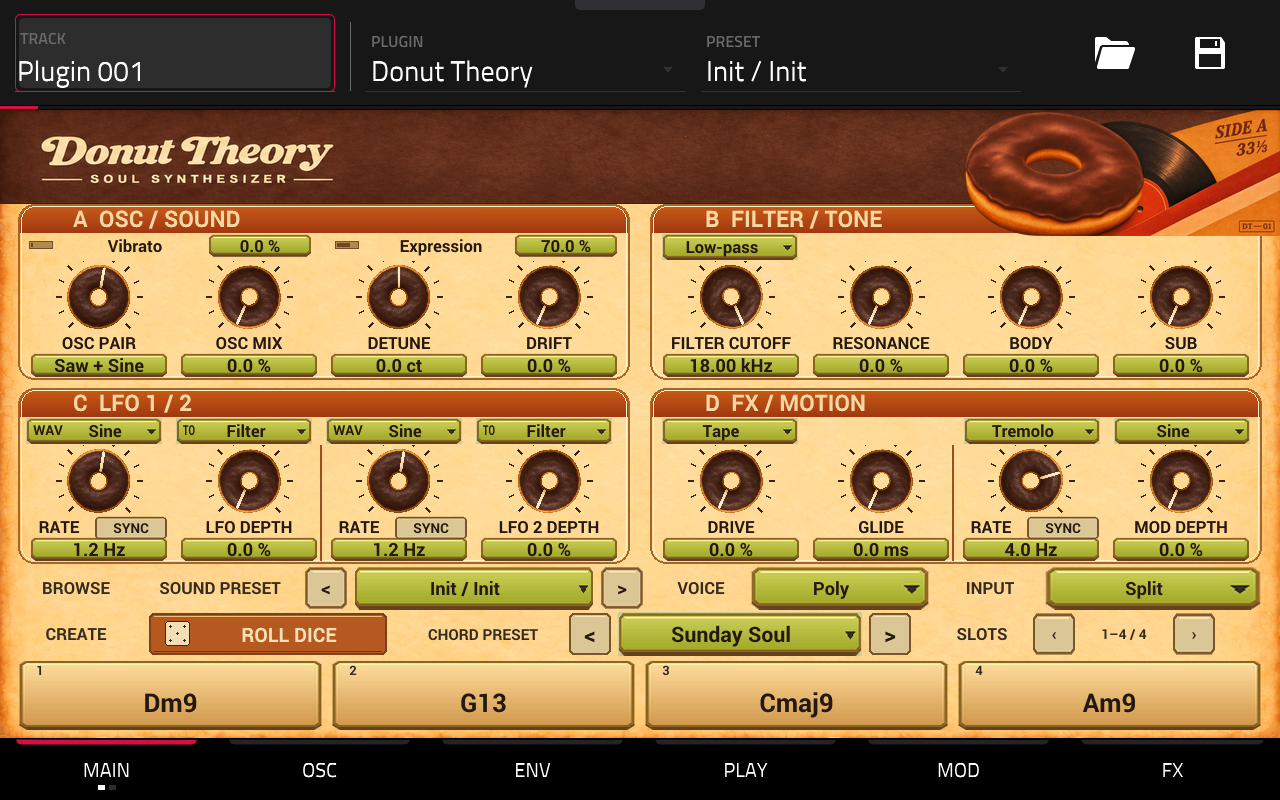 TRACK
Plugin 001
PLUGIN
Donut Theory
PRESET
Init / Init
Donut Theory
SOUL SYNTHESIZER
SIDE A
33⅓
DT—01
A OSC / SOUND
Vibrato 0.0 % Expression 70.0 %
OSC PAIR OSC MIX DETUNE DRIFT
Saw + Sine 0.0 % 0.0 ct 0.0 %
B FILTER / TONE
Low-pass
FILTER CUTOFF RESONANCE BODY SUB
18.00 kHz 0.0 % 0.0 % 0.0 %
C LFO 1 / 2
WAV Sine TO Filter WAV Sine TO Filter
RATE SYNC LFO DEPTH RATE SYNC LFO 2 DEPTH
1.2 Hz 0.0 % 1.2 Hz 0.0 %
D FX / MOTION
Tape Tremolo Sine
DRIVE GLIDE RATE SYNC MOD DEPTH
0.0 % 0.0 ms 4.0 Hz 0.0 %
BROWSE SOUND PRESET < Init / Init > VOICE Poly INPUT Split
CREATE ROLL DICE CHORD PRESET < Sunday Soul > SLOTS ‹ 1–4 / 4 ›
1 Dm9
2 G13
3 Cmaj9
4 Am9
MAIN OSC ENV PLAY MOD FX